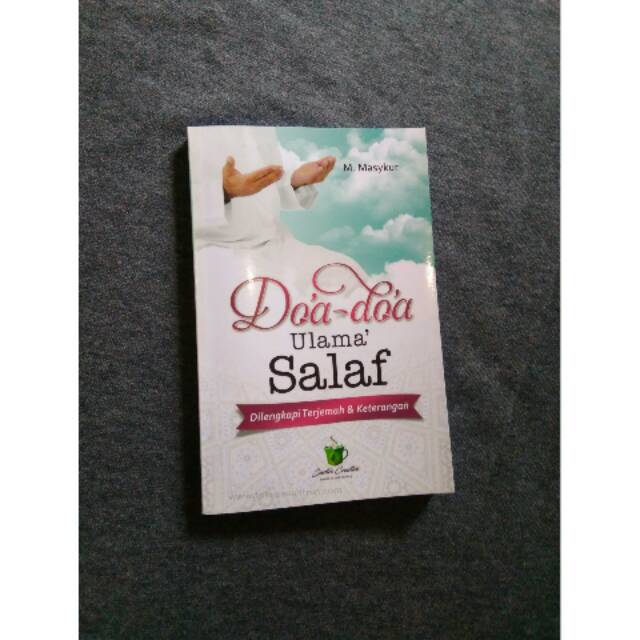 M. Masykur
Do'a-do'a
Ulama'
Salaf
Dilengkapi Terjemah & Keterangan